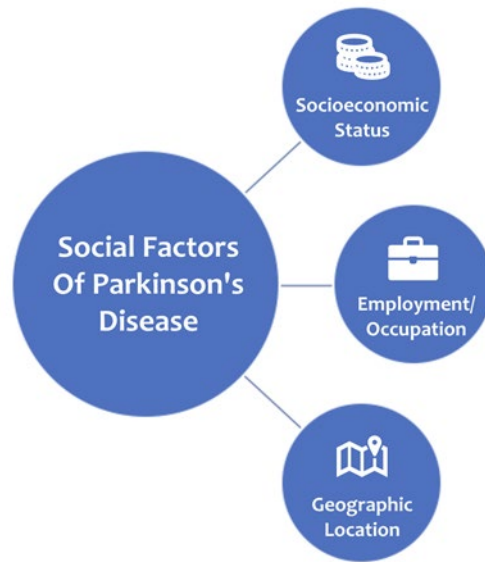 Socioeconomic
Status
Social Factors
Of Parkinson's
Disease
Employment/
Occupation
Geographic
Location